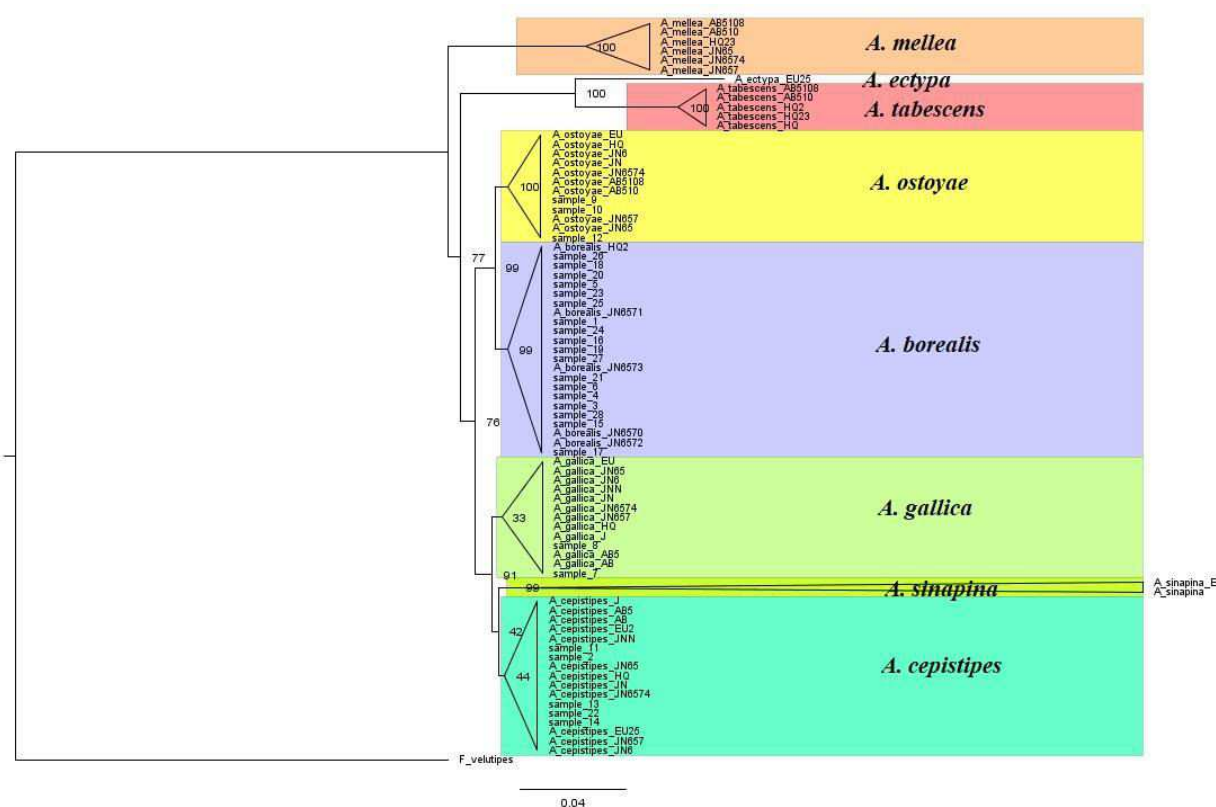 A_mellea_AB5108
A_mellea_AB510
A_mellea_HQ23
A_mellea_JN65
A_mellea_JN6574
A_mellea_JN657
100
A. mellea
A_ectypa_EU25
A. ectypa
100
A_tabescens_AB5108
A_tabescens_AB510
A_tabescens_HQ2
A_tabescens_HQ23
A_tabescens_HQ
100
A. tabescens
A_ostoyae_EU
A_ostoyae_HQ
A_ostoyae_JN6
A_ostoyae_JN
A_ostoyae_JN6574
A_ostoyae_AB5108
A_ostoyae_AB510
sample_9
sample_10
A_ostoyae_JN657
A_ostoyae_JN65
sample_12
100
A. ostoyae
77
99
A_borealis_HQ2
sample_26
sample_18
sample_20
sample_5
sample_23
sample_25
A_borealis_JN6571
sample_1
sample_24
sample_16
sample_19
sample_27
A_borealis_JN6573
sample_21
sample_6
sample_4
sample_3
sample_28
sample_15
A_borealis_JN6570
A_borealis_JN6572
sample_17
99
A. borealis
76
A_gallica_EU
A_gallica_JN65
A_gallica_JN6
A_gallica_JNN
A_gallica_JN
A_gallica_JN6574
A_gallica_JN657
A_gallica_HQ
A_gallica_J
sample_8
A_gallica_AB5
A_gallica_AB
sample_7
33
A. gallica
91
99
A. sinapina
A_sinapina_E
A_sinapina
A_cepistipes_J
A_cepistipes_AB5
A_cepistipes_AB
A_cepistipes_EU2
A_cepistipes_JNN
sample_11
sample_2
A_cepistipes_JN65
A_cepistipes_HQ
A_cepistipes_JN
A_cepistipes_JN6574
sample_13
sample_22
sample_14
A_cepistipes_EU25
A_cepistipes_JN657
A_cepistipes_JN6
42
44
A. cepistipes
F_velutipes
0.04